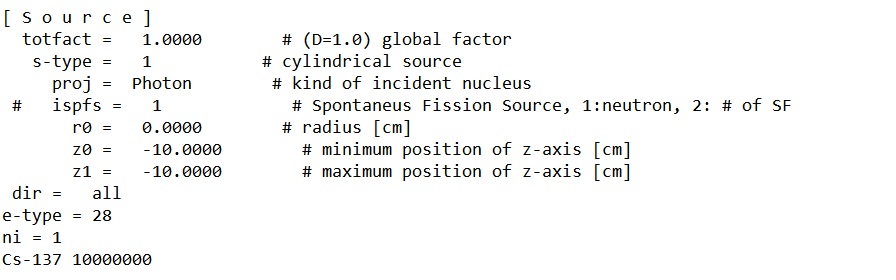 [ S o u r c e ]
totfact = 1.0000 # (D=1.0) global factor
s-type = 1 # cylindrical source
proj = Photon # kind of incident nucleus
# ispfs = 1 # Spontaneus Fission Source, 1:neutron, 2: # of SF
r0 = 0.0000 # radius [cm]
z0 = -10.0000 # minimum position of z-axis [cm]
z1 = -10.0000 # maximum position of z-axis [cm]
dir = all
e-type = 28
ni = 1
Cs-137 10000000